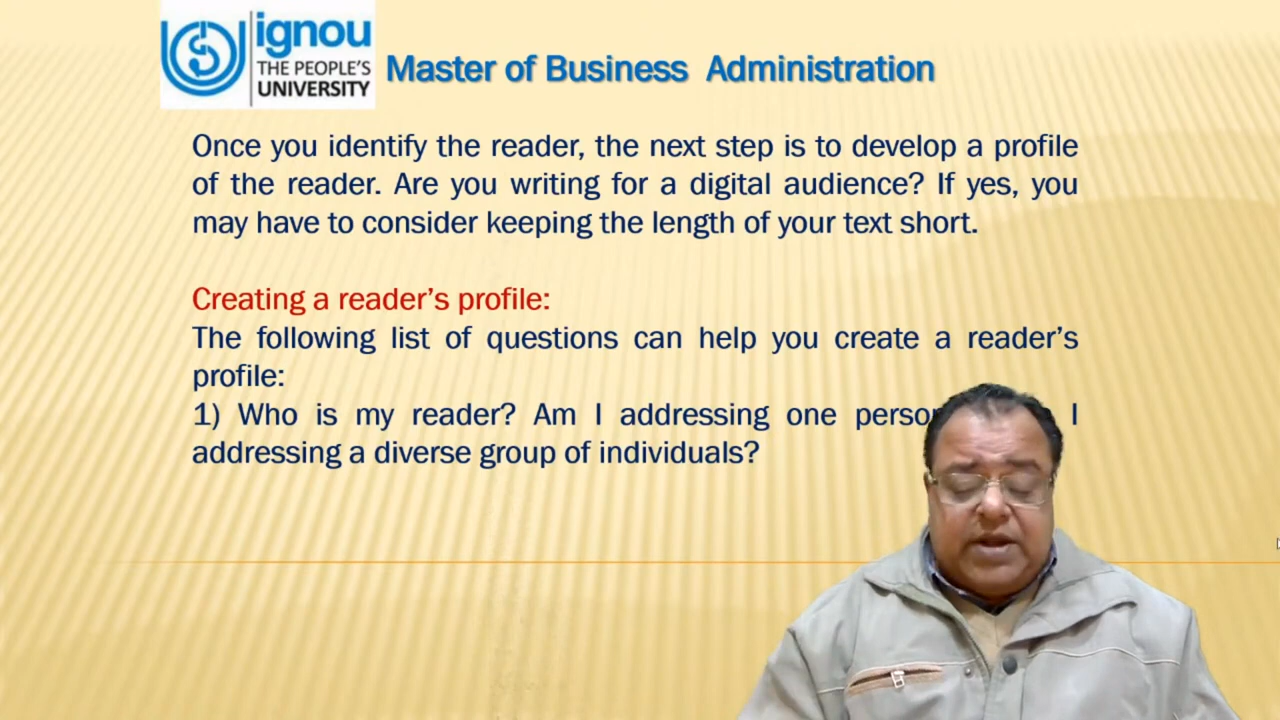 ignou
THE PEOPLE'S
UNIVERSITY
Master of Business Administration
Once you identify the reader, the next step is to develop a profile
of the reader. Are you writing for a digital audience? If yes, you
may have to consider keeping the length of your text short.
Creating a reader's profile:
The following list of questions can help you create a reader's
profile:
1) Who is my reader? Am I addressing one I
addressing a diverse group of individuals?